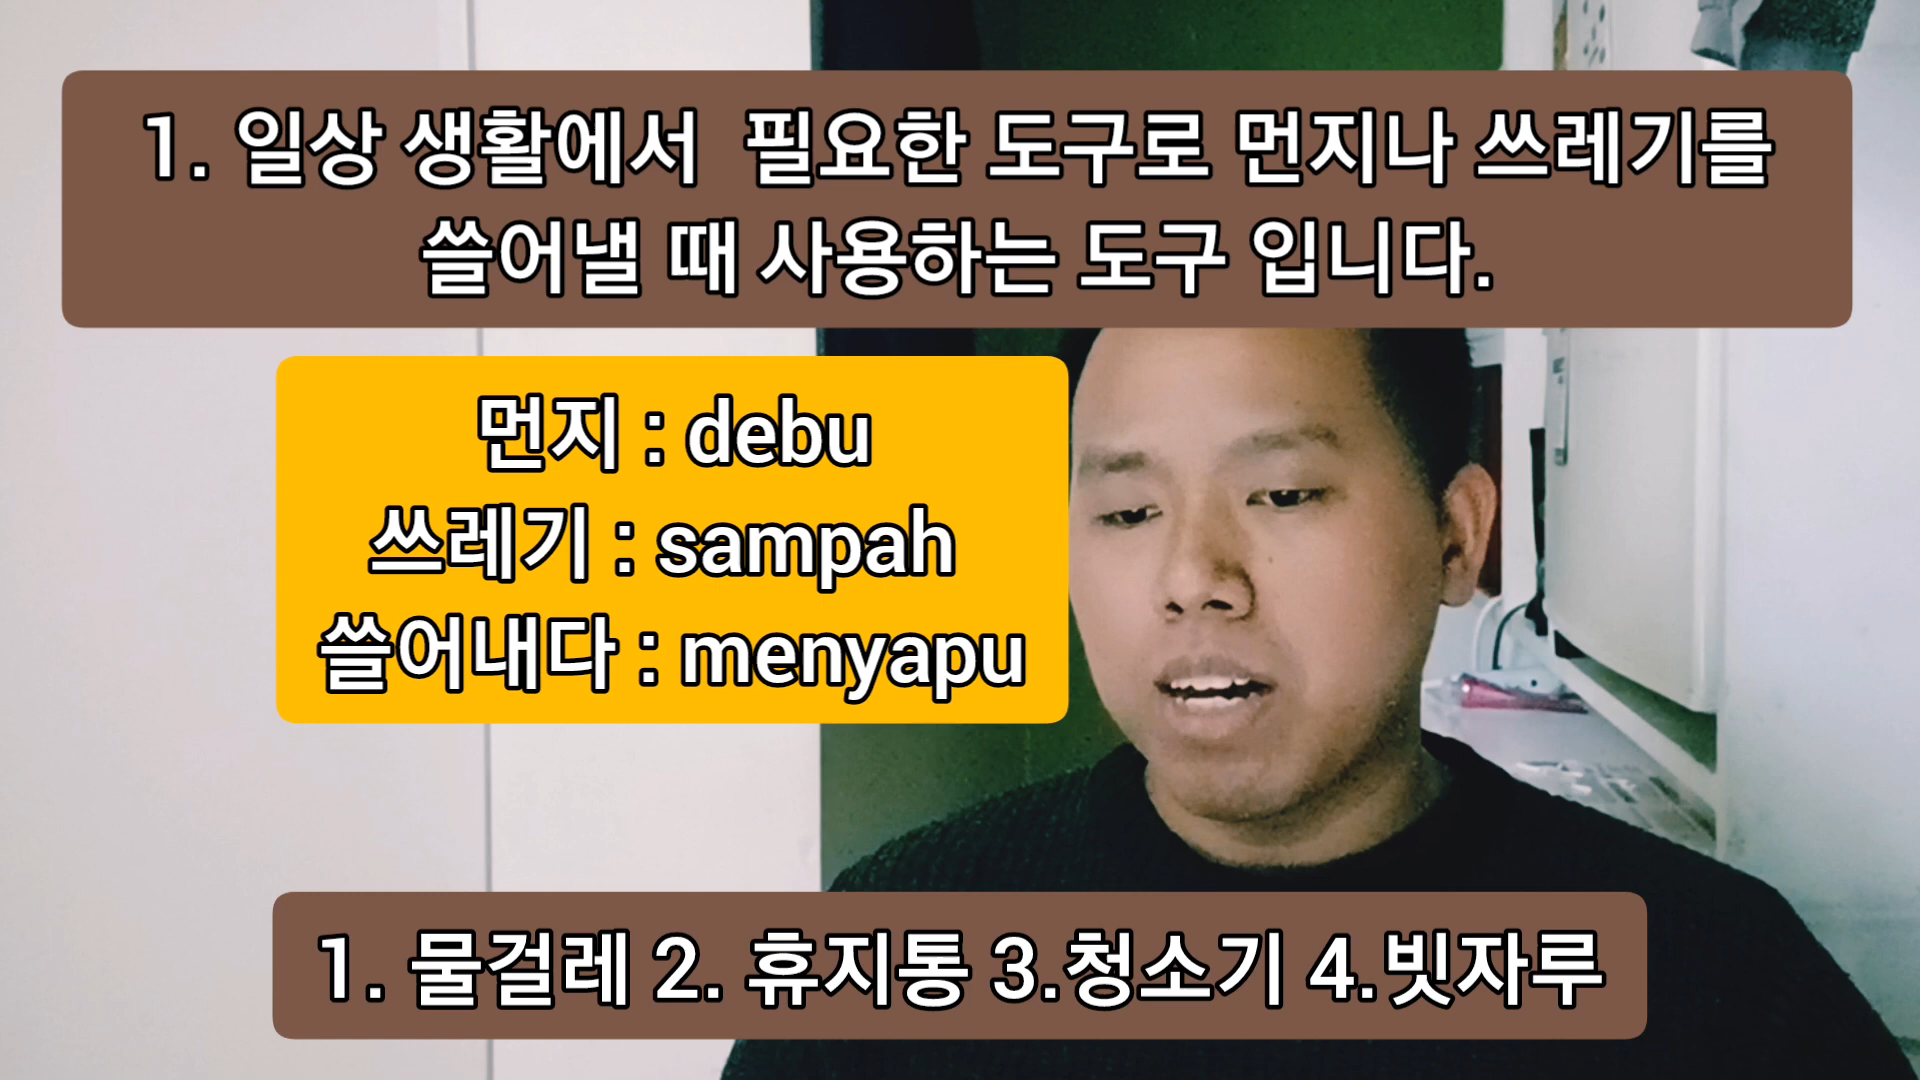 1. 일상 생활에서 필요한 도구로 먼지나 쓰레기를
쓸어낼 때 사용하는 도구 입니다.
먼지 : debu
쓰레기 : sampah
쓸어내다 : menyapu
1. 물걸레 2. 휴지통 3.청소기 4.빗자루